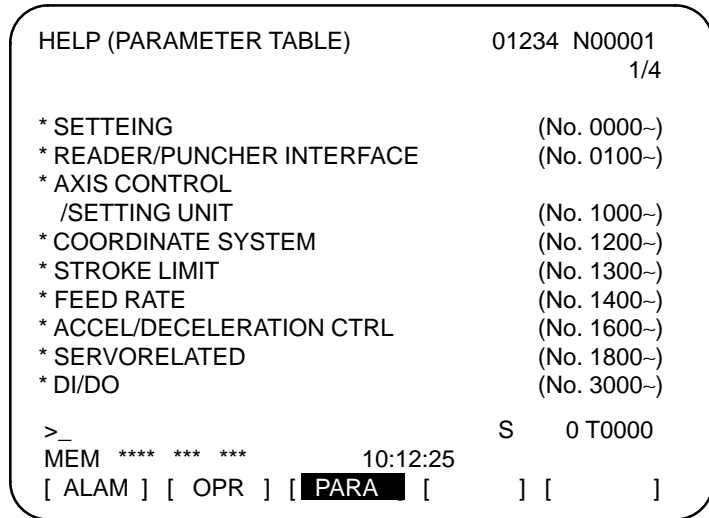 HELP (PARAMETER TABLE) 01234 N00001
1/4
* SETTEING (No. 0000~)
* READER/PUNCHER INTERFACE (No. 0100~)
* AXIS CONTROL
/SETTING UNIT (No. 1000~)
* COORDINATE SYSTEM (No. 1200~)
* STROKE LIMIT (No. 1300~)
* FEED RATE (No. 1400~)
* ACCEL/DECELERATION CTRL (No. 1600~)
* SERVORELATED (No. 1800~)
* DI/DO (No. 3000~)
>_ S 0 T0000
MEM **** *** *** 10:12:25
[ ALAM ] [ OPR ] [ PARA ] [ ] [ ]